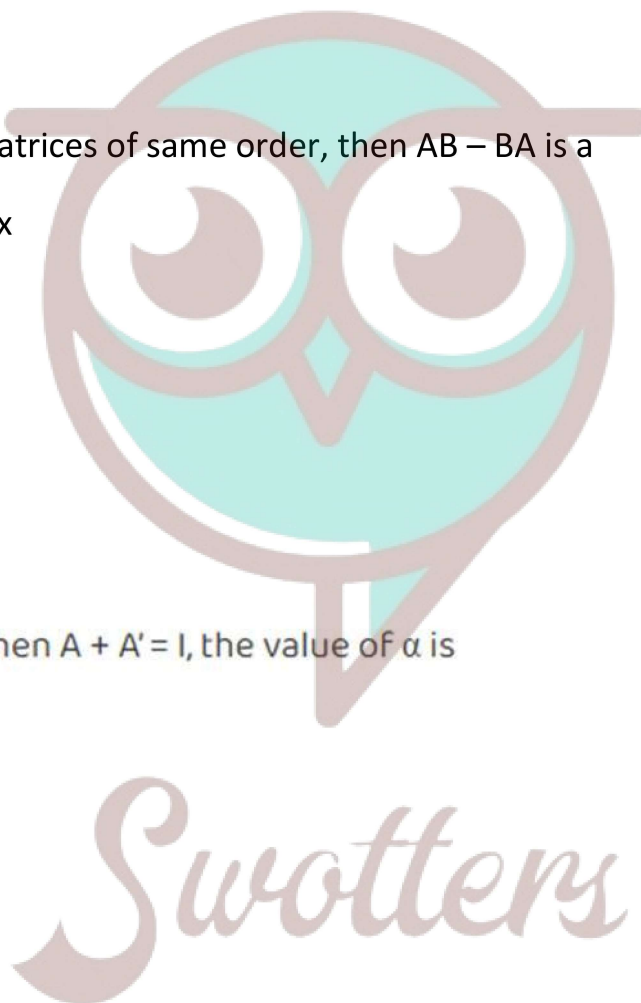 atrices of same order, then AB – BA is a
x
hen A + A' = I, the value of α is
Swotters